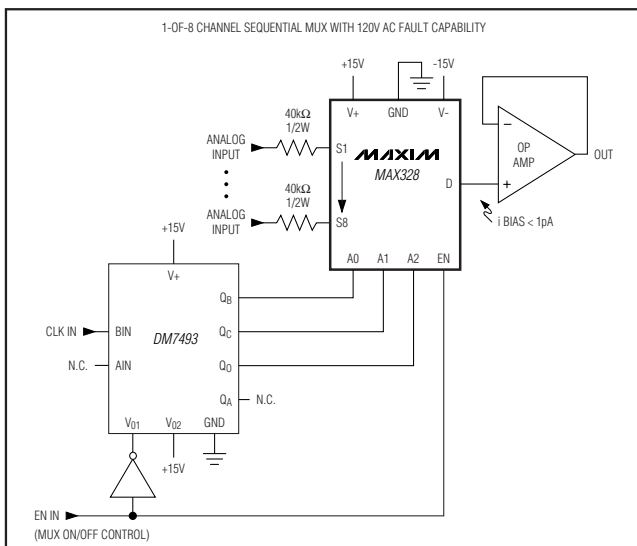 1-OF-8 CHANNEL SEQUENTIAL MUX WITH 120V AC FAULT CAPABILITY
+15V
-15V
V+
GND
V-
40kΩ
1/2W
ANALOG
INPUT
S1
MAXIM
MAX328
40kΩ
1/2W
ANALOG
INPUT
S8
D
OP
AMP
−
+
OUT
i BIAS < 1pA
A0
A1
A2
EN
+15V
V+
QB
CLK IN
BIN
DM7493
QC
N.C.
AIN
QO
QA
N.C.
V01
V02
GND
+15V
EN IN
(MUX ON/OFF CONTROL)